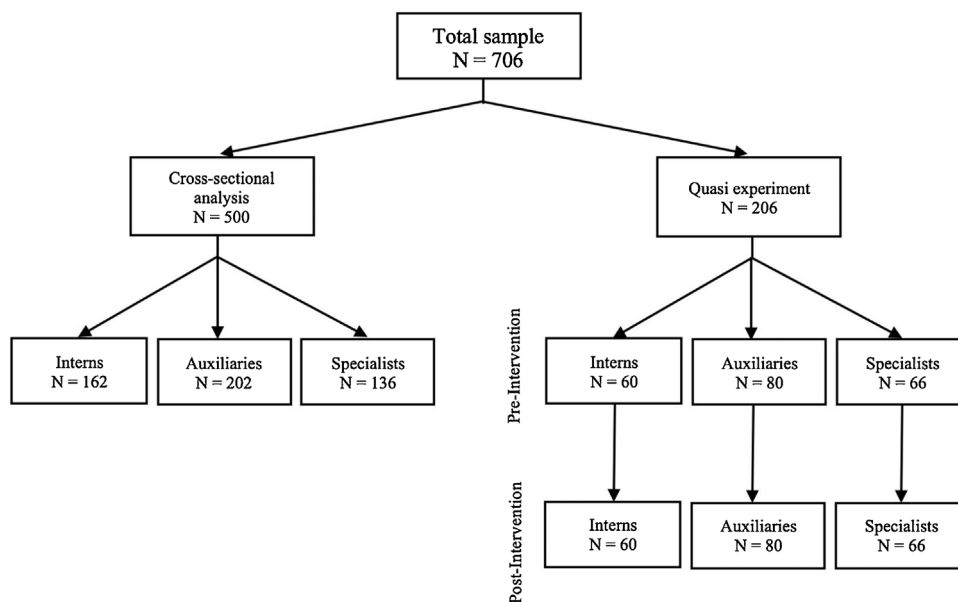 Total sample
N = 706
Cross-sectional
analysis
N = 500
Quasi experiment
N = 206
Interns
N = 162
Auxiliaries
N = 202
Specialists
N = 136
Pre-Intervention
Interns
N = 60
Auxiliaries
N = 80
Specialists
N = 66
Post-Intervention
Interns
N = 60
Auxiliaries
N = 80
Specialists
N = 66